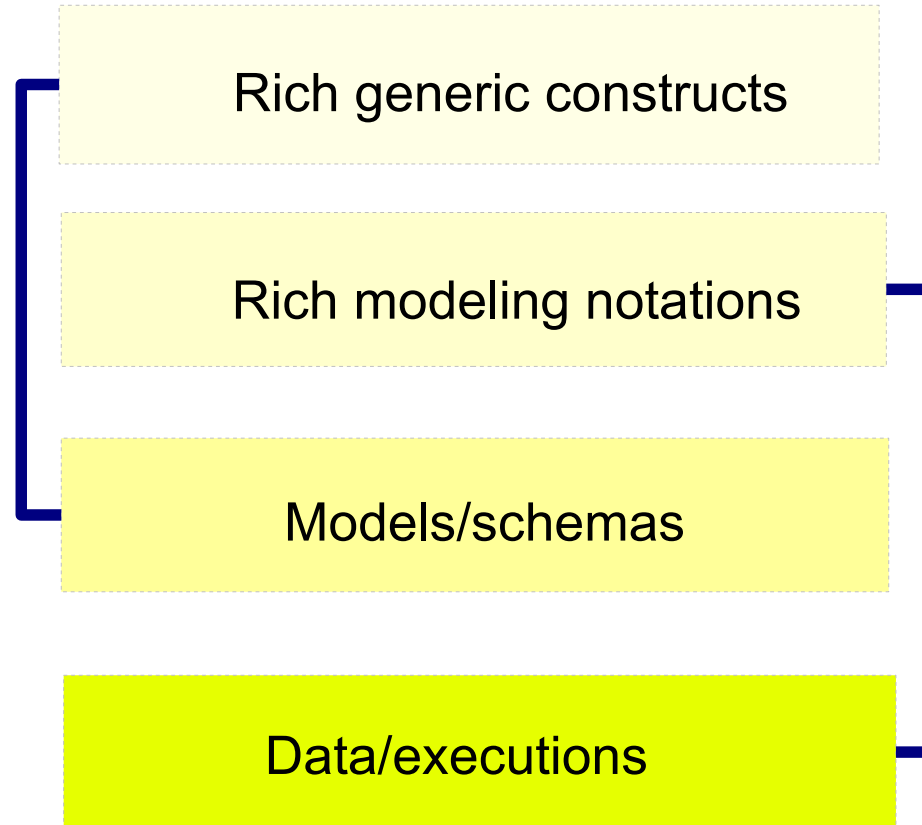 Rich generic constructs
Rich modeling notations
Models/schemas
Data/executions